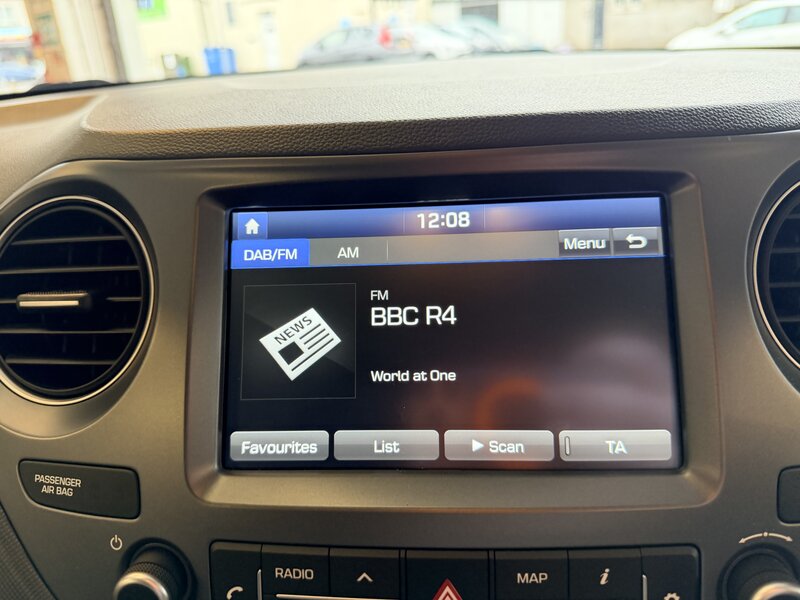 12:08
DAB/FM
AM
Menu
FM
BBC R4
NEWS
World at One
Favourites
List
Scan
TA
PASSENGER
AIR BAG
RADIO
MAP
i